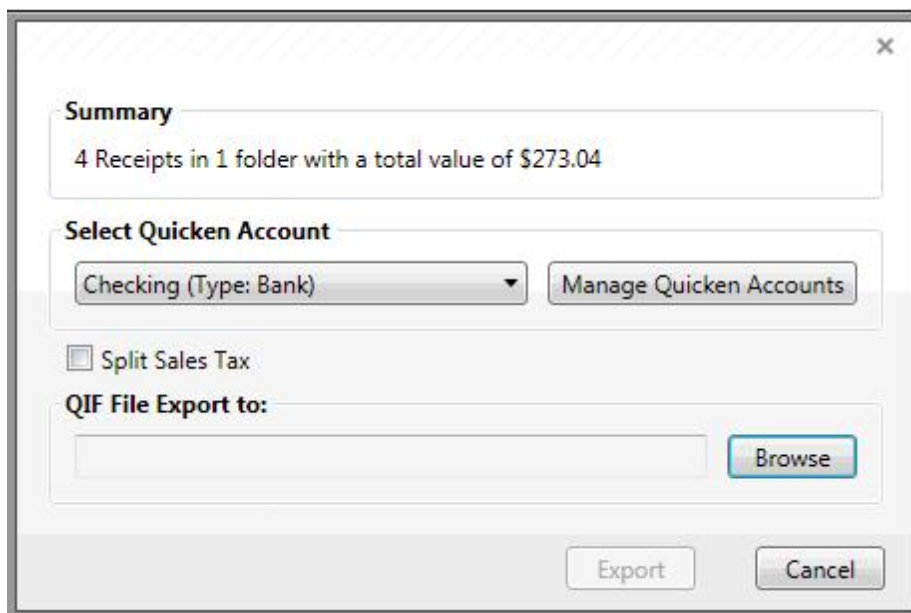 Summary
4 Receipts in 1 folder with a total value of $273.04
Select Quicken Account
Checking (Type: Bank)
Manage Quicken Accounts
Split Sales Tax
QIF File Export to:
Browse
Export
Cancel